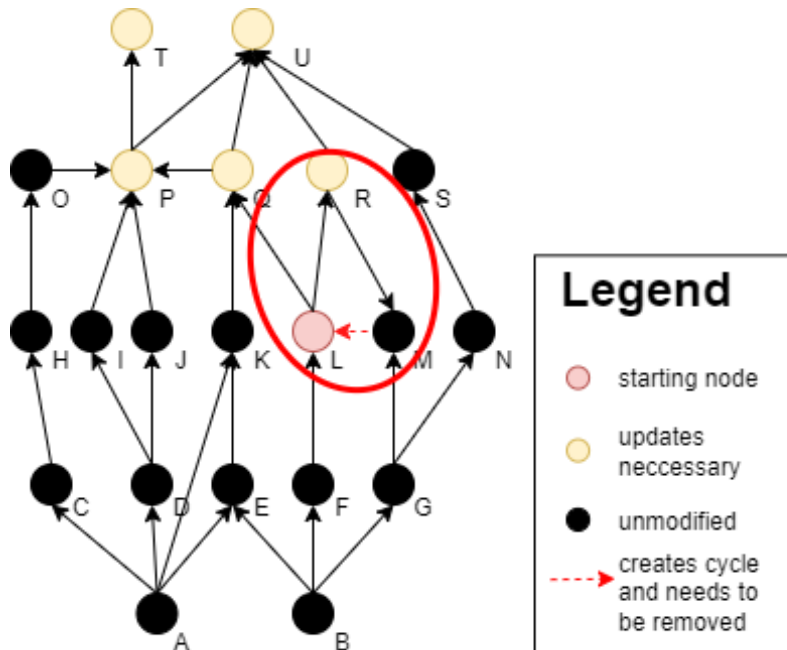 T
U
O
P
Q
R
S
H
I
J
K
L
M
N
C
D
E
F
G
A
B
Legend
starting node
updates
neccessary
unmodified
creates cycle
and needs to
be removed